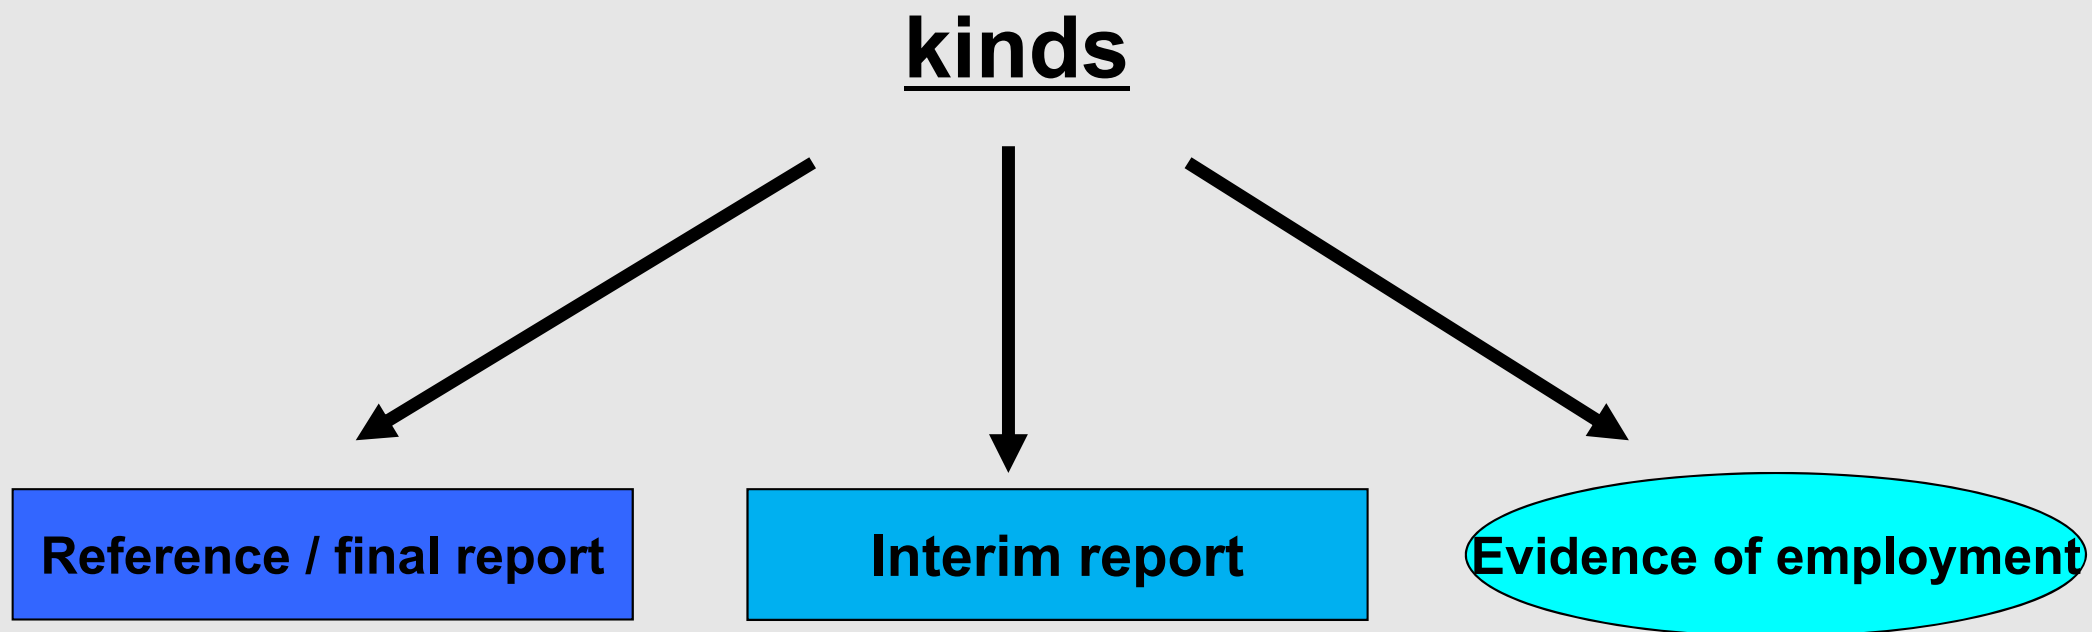 kinds
Reference / final report
Interim report
Evidence of employment